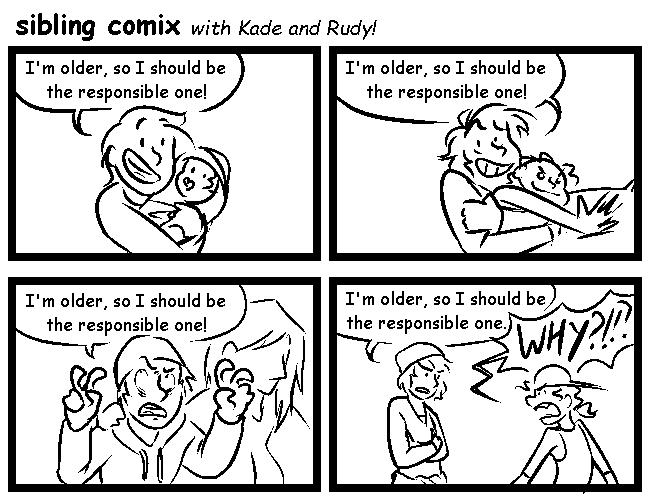 sibling comix with Kade and Rudy!
I'm older, so I should be
the responsible one!
I'm older, so I should be
the responsible one!
I'm older, so I should be
the responsible one!
I'm older, so I should be
the responsible one.
WHY?!!?